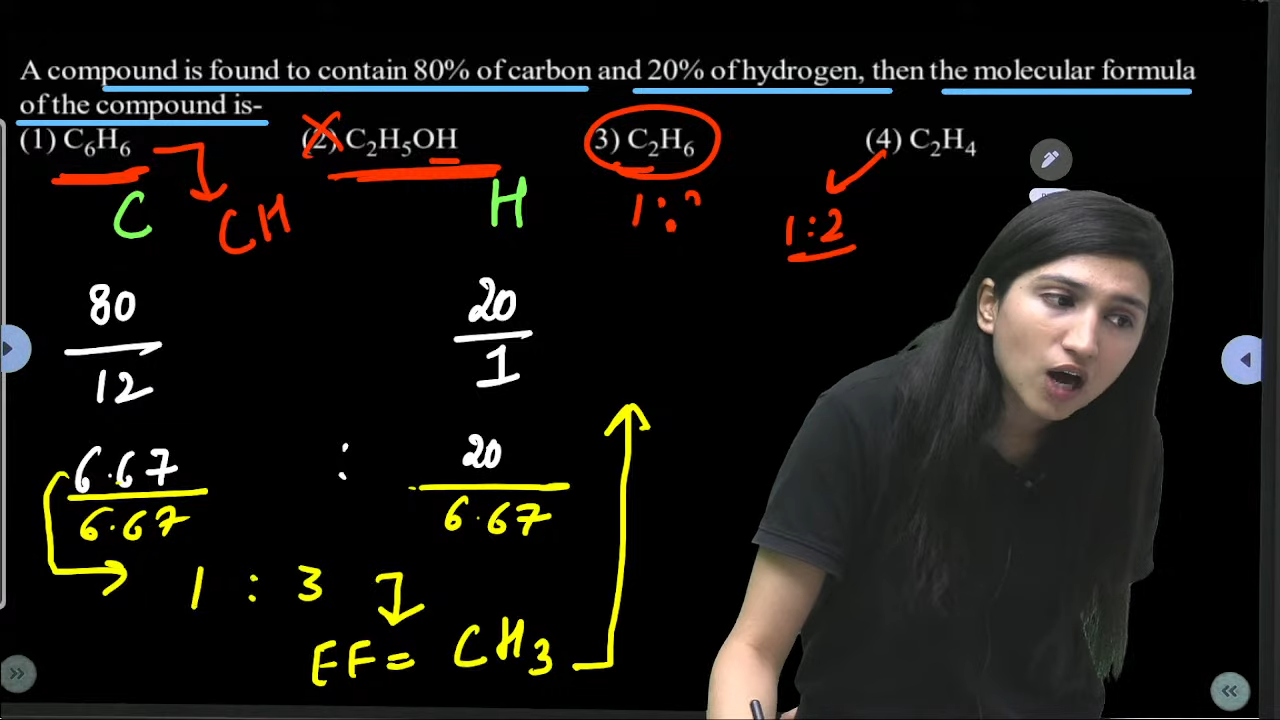 A compound is found to contain 80% of carbon and 20% of hydrogen, then the molecular formula
of the compound is-
(1) C₆H₆ (2) C₂H₅OH 3) C₂H₆ (4) C₂H₄
C CH H 1: 1:2
80 20
12 1
6.67 : 20
6.67 6.67
1 : 3
EF= CH₃